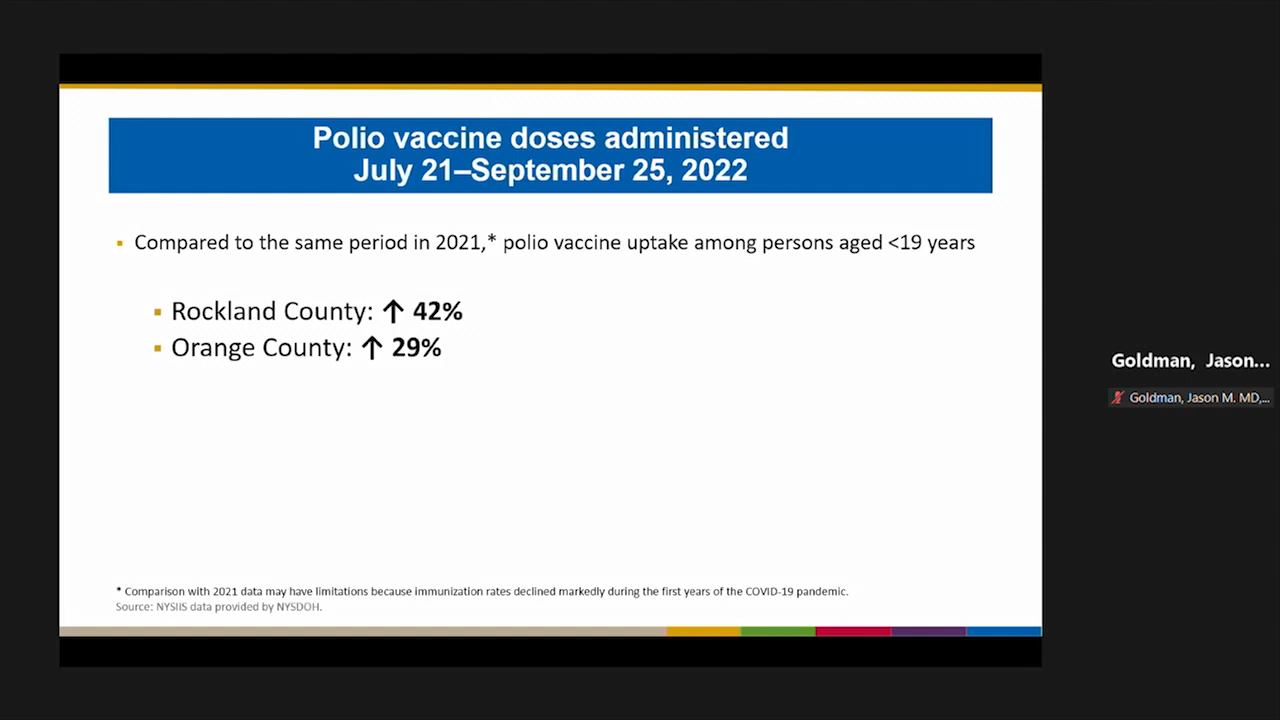 Polio vaccine doses administered
July 21–September 25, 2022
▪ Compared to the same period in 2021,* polio vaccine uptake among persons aged <19 years
▪ Rockland County: ↑ 42%
▪ Orange County: ↑ 29%
* Comparison with 2021 data may have limitations because immunization rates declined markedly during the first years of the COVID-19 pandemic.
Source: NYSIIS data provided by NYSDOH.
Goldman, Jason...
Goldman, Jason M. MD,...